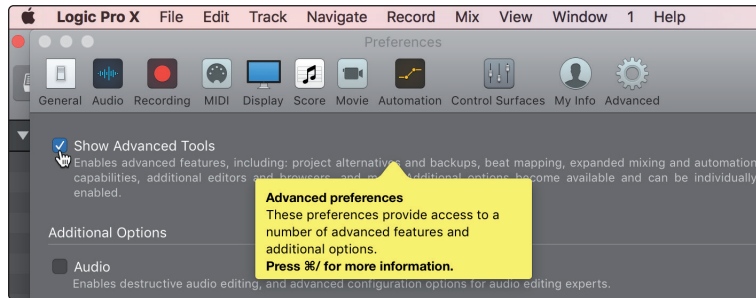 Logic Pro X File Edit Track Navigate Record Mix View Window 1 Help
Preferences
General Audio Recording MIDI Display Score Movie Automation Control Surfaces My Info Advanced
Show Advanced Tools
Enables advanced features, including: project alternatives and backups, beat mapping, expanded mixing and automation
capabilities, additional editors and browsers, and Additional options become available and can be individually
enabled.
Advanced preferences
These preferences provide access to a
number of advanced features and
additional options.
Press ⌘/ for more information.
Additional Options
Audio
Enables destructive audio editing, and advanced configuration options for audio editing experts.